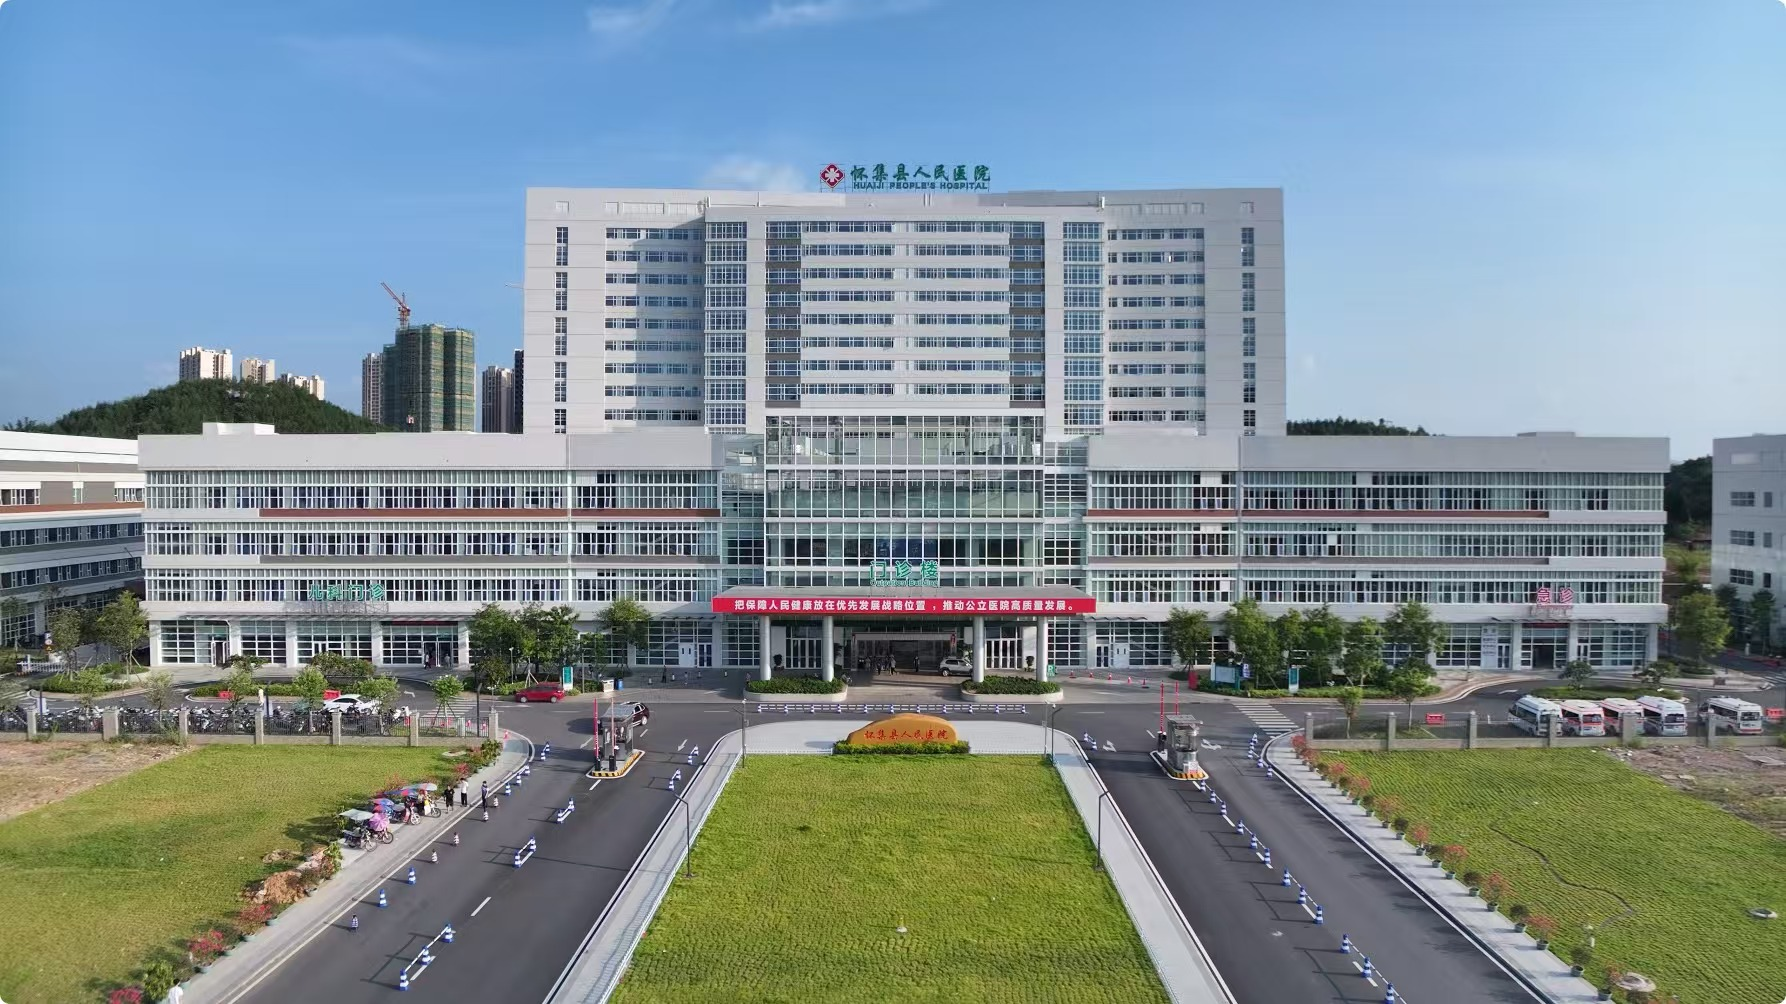 怀集县人民医院
HUAIJI PEOPLE'S HOSPITAL
门诊楼
Outpatient Building
儿科门诊
急诊
把保障人民健康放在优先发展战略位置，推动公立医院高质量发展。
怀集县人民医院